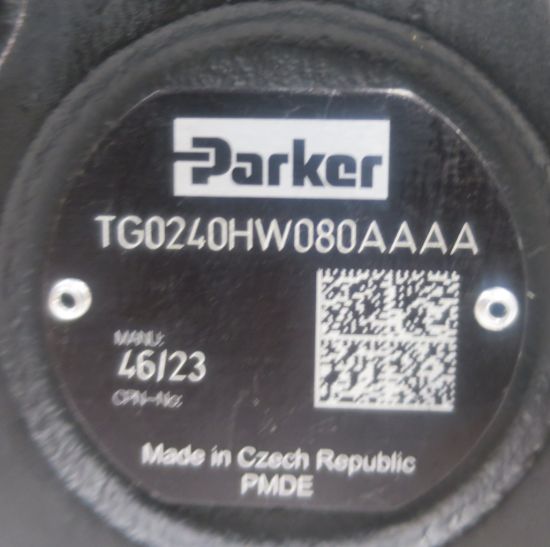 Parker
TG0240HW080AAAA
MANU:
46/23
CPN-No:
Made in Czech Republic
PMDE